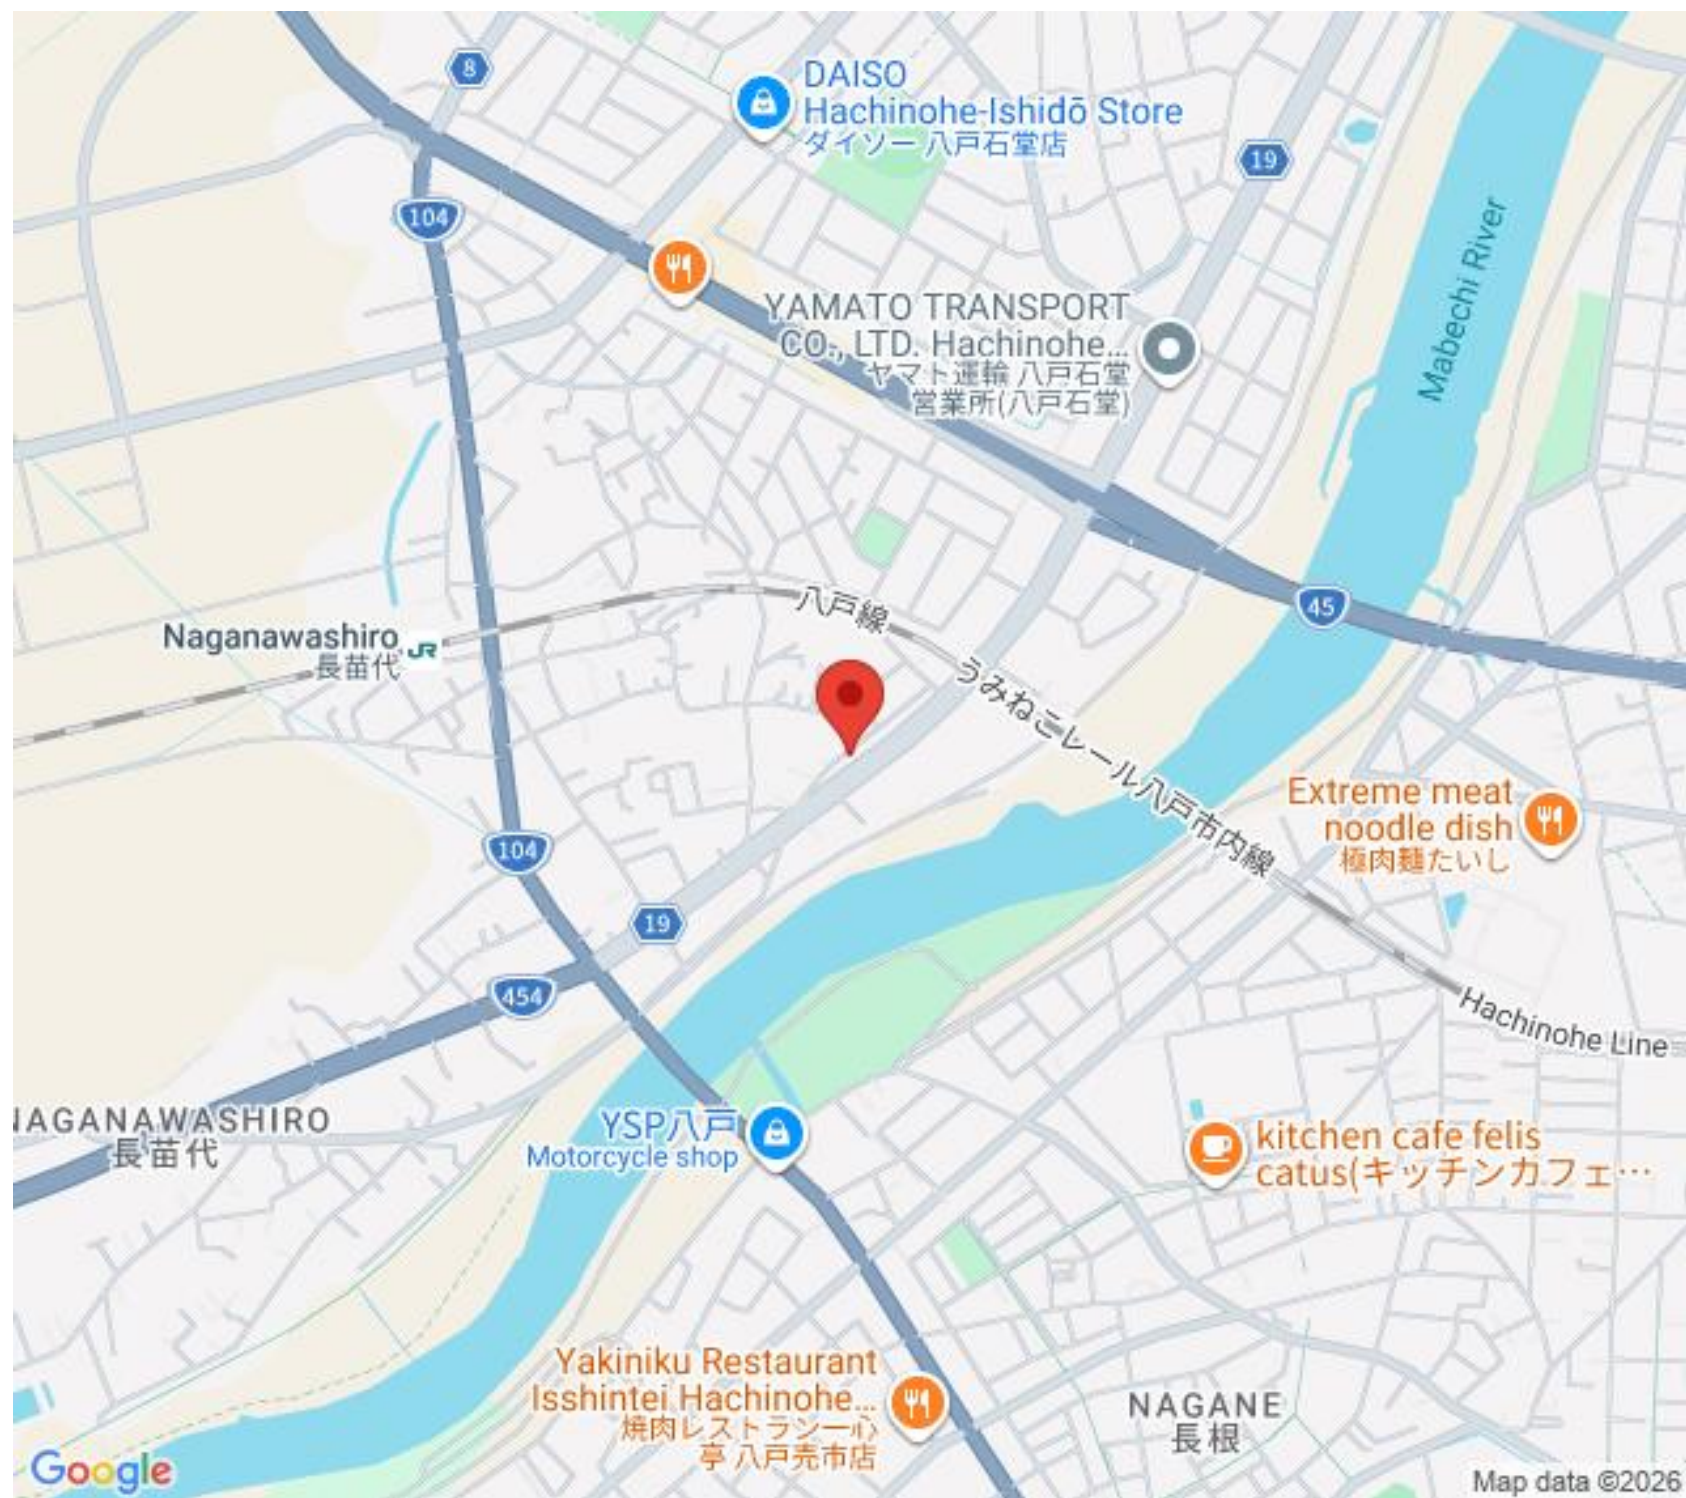 8
DAISO
Hachinohe-Ishidō Store
ダイソー 八戸石堂店
19
104
Mabechi River
YAMATO TRANSPORT
CO., LTD. Hachinohe...
ヤマト運輸 八戸石堂
営業所(八戸石堂)
45
八戸線
Naganawashiro
JR
長苗代
うみねこレール八戸市内線
Extreme meat
noodle dish
極肉麺たいし
104
19
454
Hachinohe Line
NAGANAWASHIRO
長苗代
YSP八戸
Motorcycle shop
kitchen cafe felis
catus(キッチンカフェ…
Yakiniku Restaurant
Isshintei Hachinohe...
焼肉レストラン一心
亭 八戸売市店
NAGANE
長根
Google
Map data ©2026